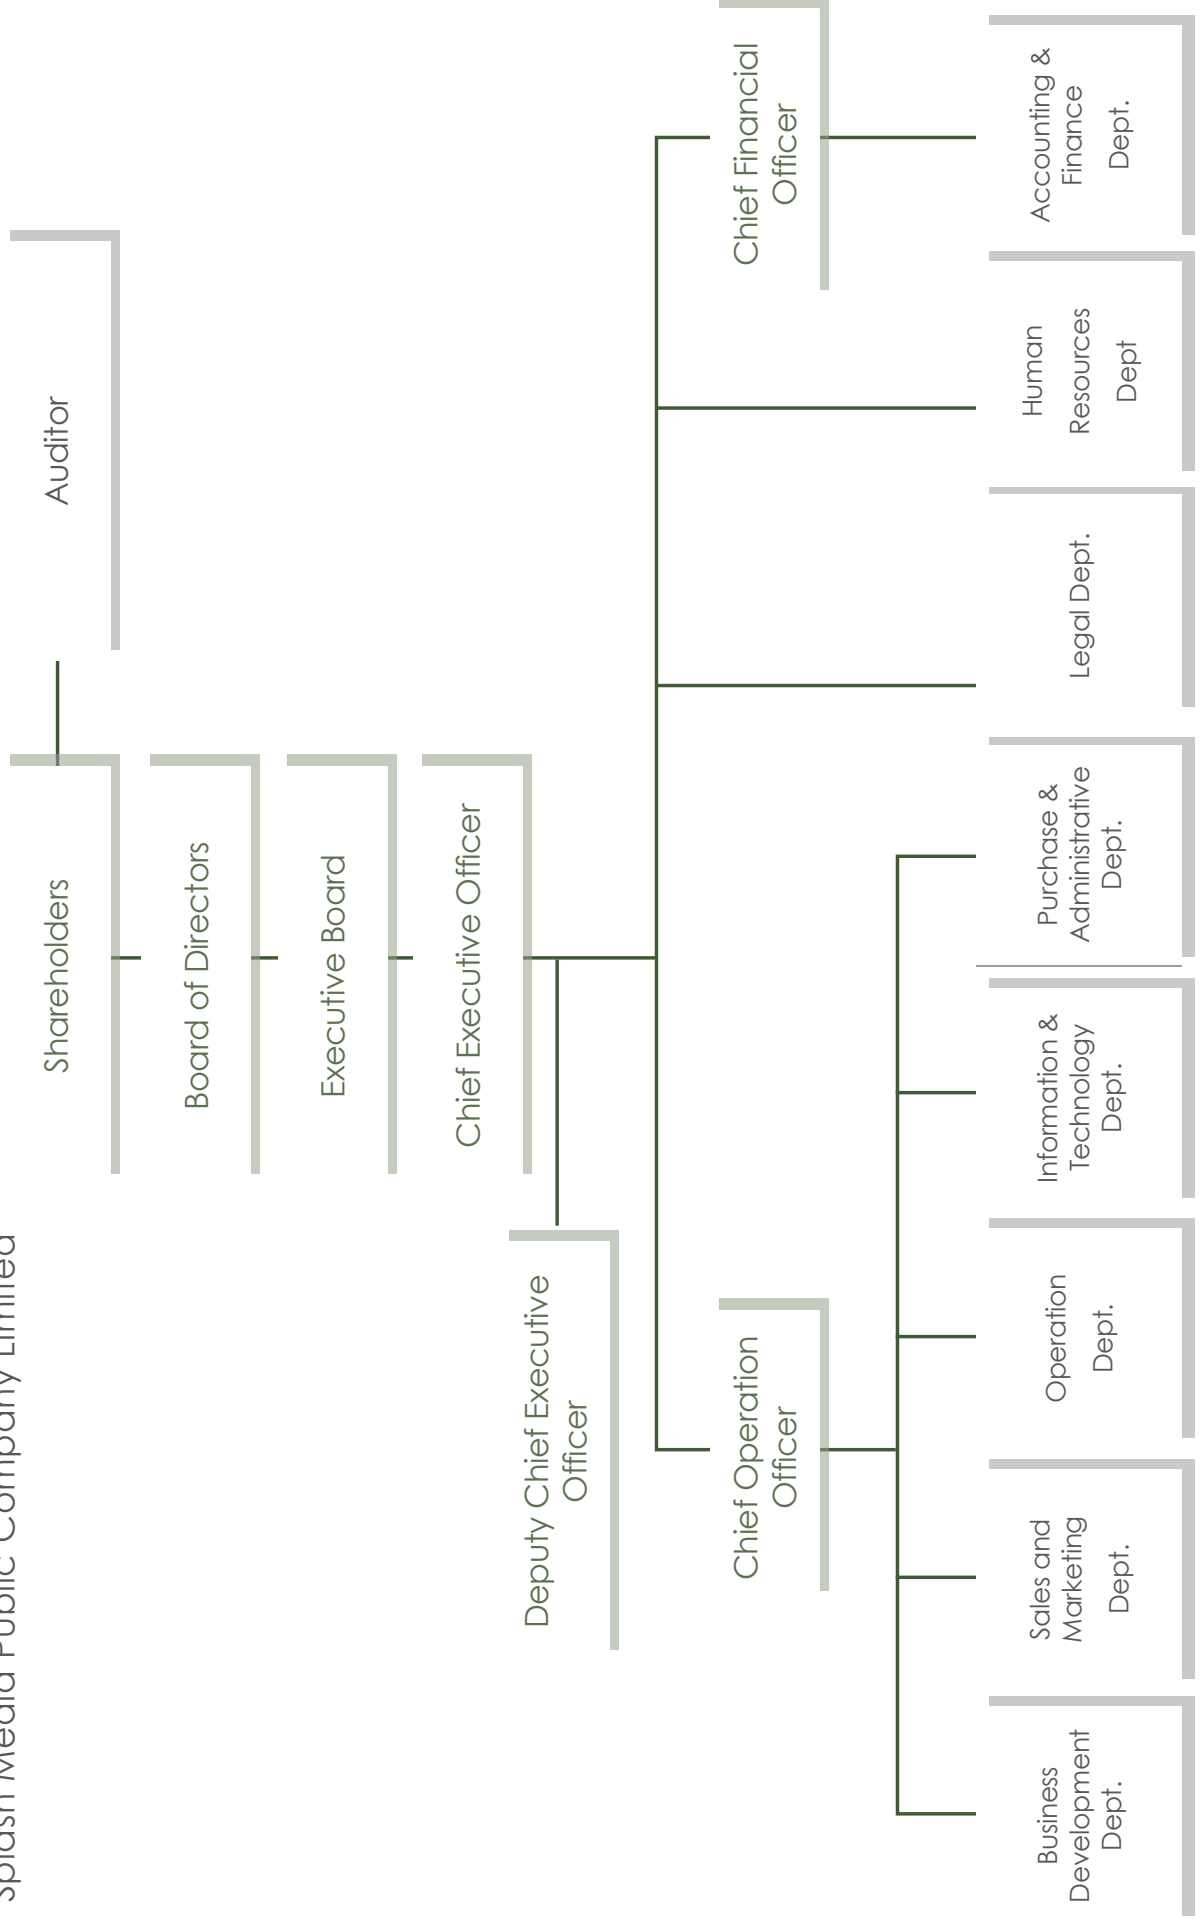 Splash Media Public Company Limited
Shareholders
Auditor
Board of Directors
Executive Board
Chief Executive Officer
Deputy Chief Executive
Officer
Chief Operation
Officer
Chief Financial
Officer
Business
Development
Dept.
Sales and
Marketing
Dept.
Operation
Dept.
Information &
Technology
Dept.
Purchase &
Administrative
Dept.
Legal Dept.
Human
Resources
Dept
Accounting &
Finance
Dept.